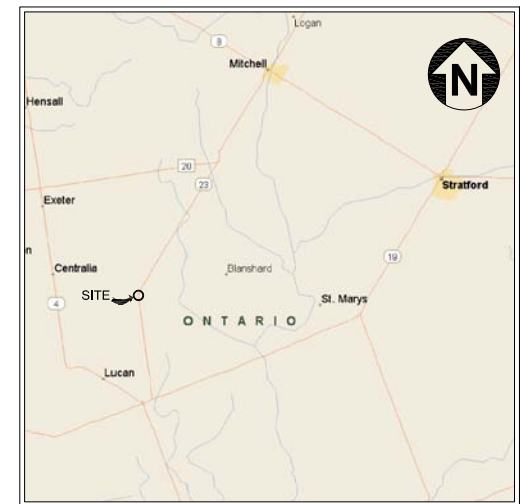 Logan
8
Mitchell
N
Hensall
20
23
Stratford
Exeter
19
n
Centralia
Blanshard
SITE
4
St. Marys
ONTARIO
Lucan